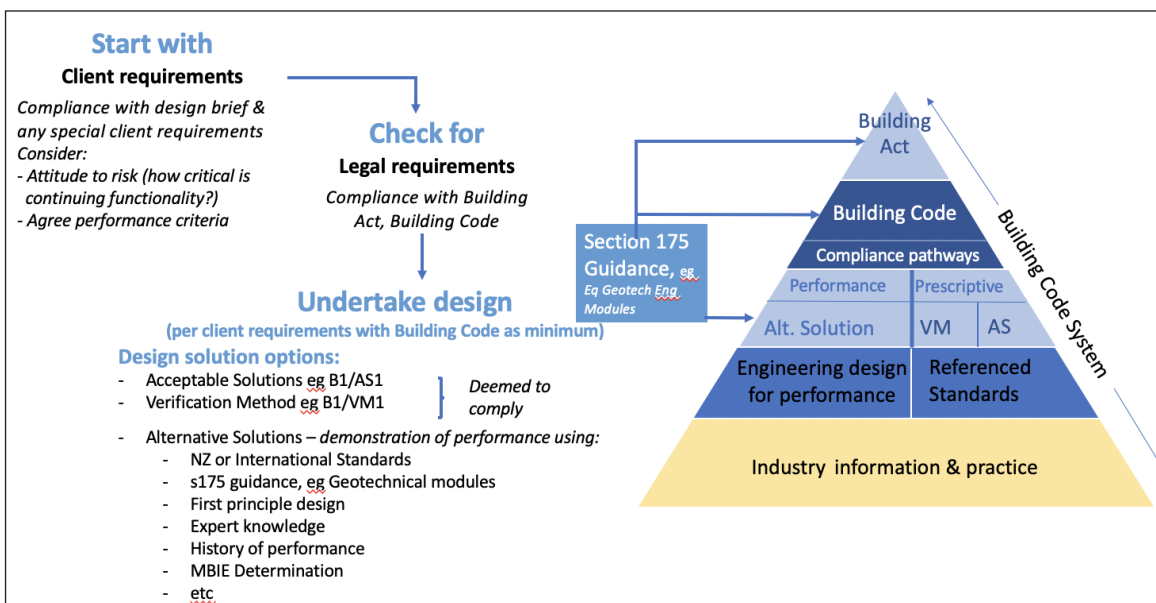 Start with
Client requirements
Compliance with design brief &
any special client requirements
Consider:
- Attitude to risk (how critical is
continuing functionality?)
- Agree performance criteria
Check for
Legal requirements
Compliance with Building
Act, Building Code
Undertake design
(per client requirements with Building Code as minimum)
Design solution options:
- Acceptable Solutions eg B1/AS1
- Verification Method eg B1/VM1
Deemed to
comply
- Alternative Solutions – demonstration of performance using:
- NZ or International Standards
- s175 guidance, eg Geotechnical modules
- First principle design
- Expert knowledge
- History of performance
- MBIE Determination
- etc
Section 175
Guidance, eg
Eq Geotech Eng
Modules
Building
Act
Building Code
Compliance pathways
Performance
Prescriptive
Alt. Solution
VM
AS
Engineering design
for performance
Referenced
Standards
Industry information & practice
Building Code System